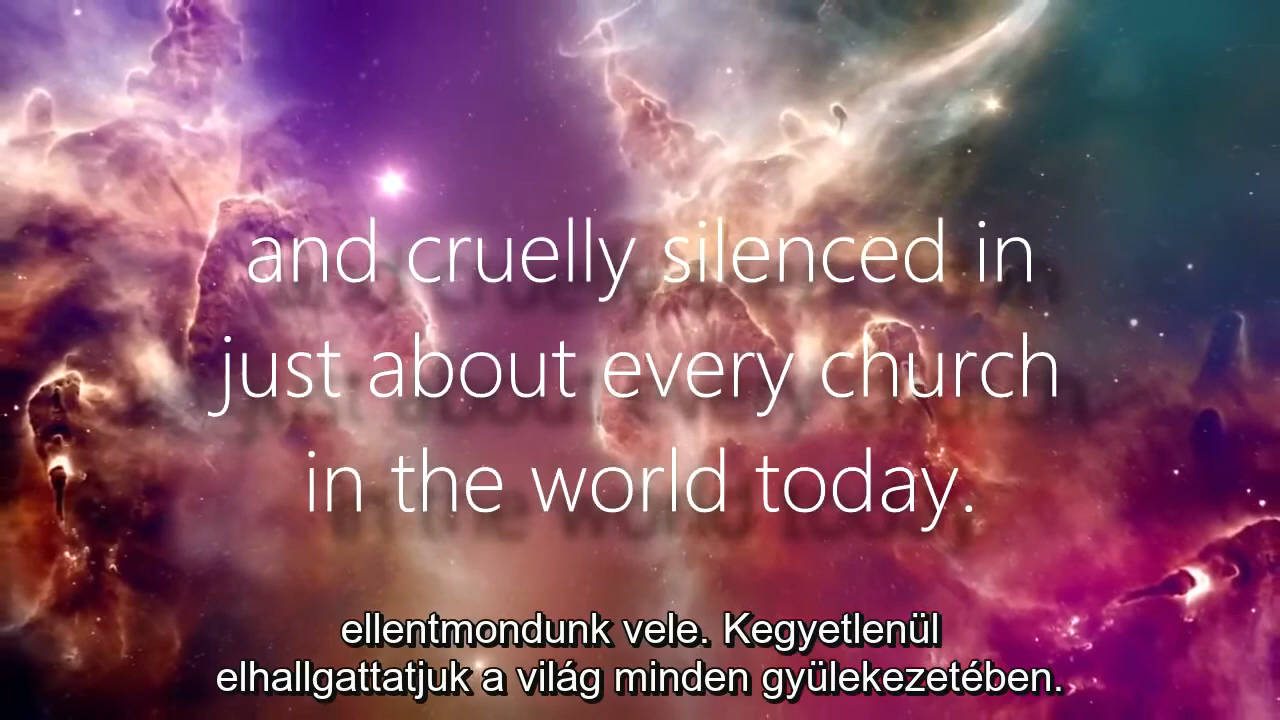 and cruelly silenced in
just about every church
in the world today.
ellentmondunk vele. Kegyetlenül
elhallgattatjuk a világ minden gyülekezetében.